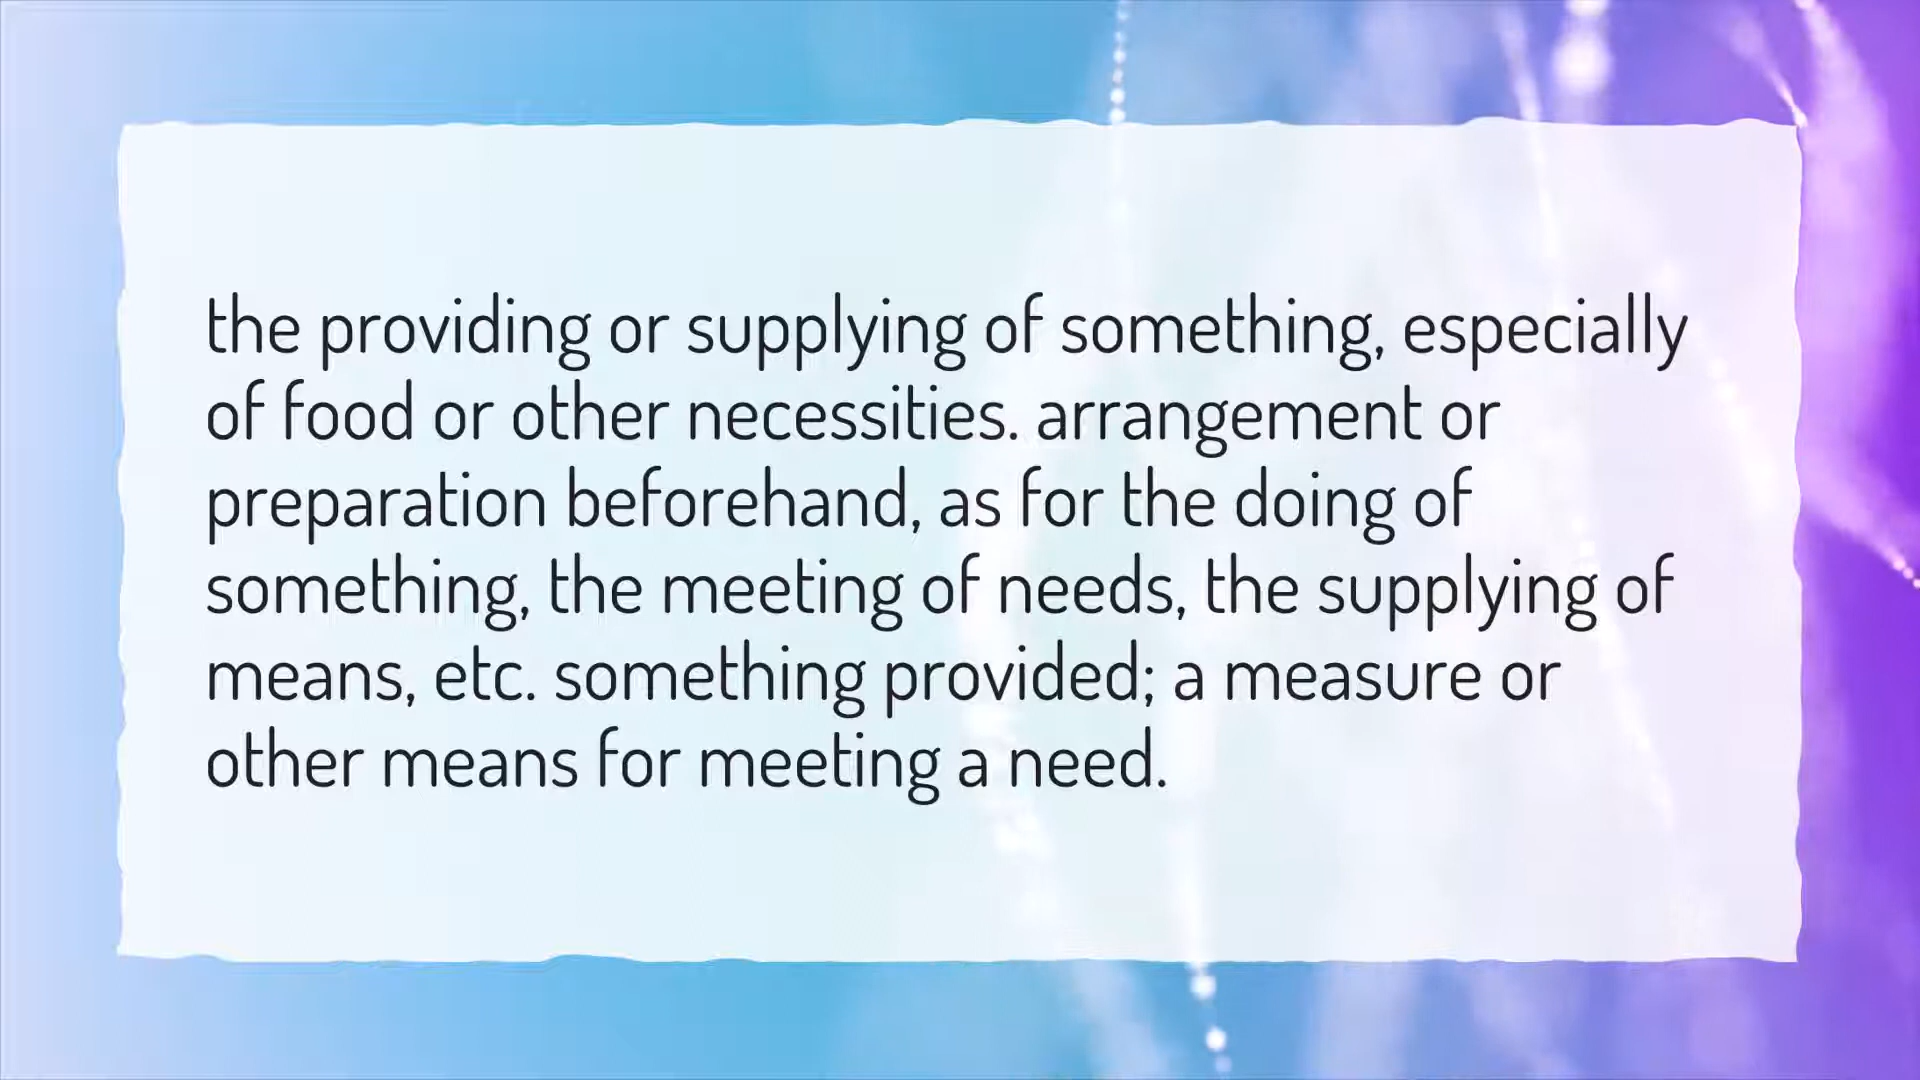 the providing or supplying of something, especially
of food or other necessities. arrangement or
preparation beforehand, as for the doing of
something, the meeting of needs, the supplying of
means, etc. something provided; a measure or
other means for meeting a need.